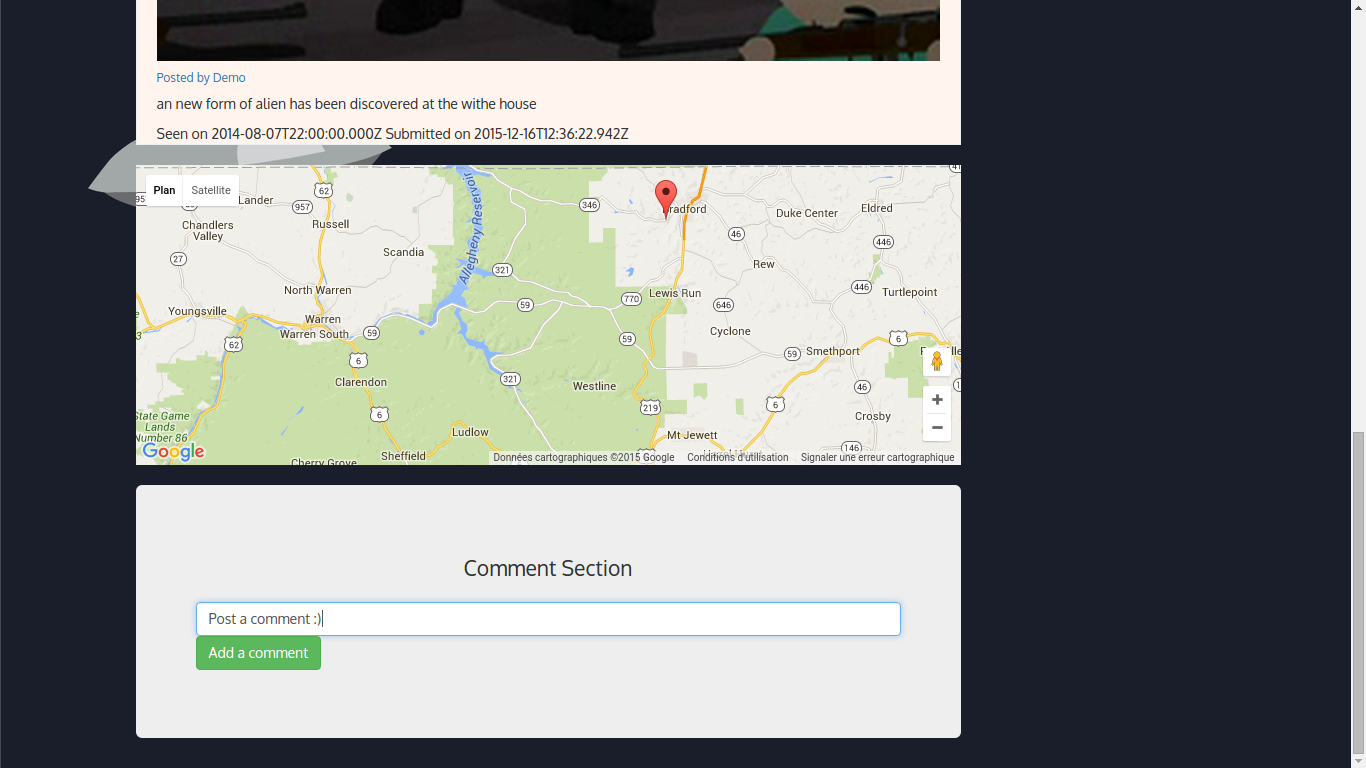 Posted by Demo
an new form of alien has been discovered at the withe house
Seen on 2014-08-07T22:00:00.000Z Submitted on 2015-12-16T12:36:22.942Z
Plan Satellite
Lander
62
957
Russell
Chandlers
Valley
27
Scandia
Allegheny Reservoir
346
Bradford
Duke Center
Eldred
46
446
Rew
321
North Warren
770
Lewis Run
646
446
Turtlepoint
59
Youngsville
Warren
Warren South
59
62
Cyclone
59
59
Smethport
6
6
Clarendon
321
Westline
46
6
219
6
Crosby
State Game
Lands
Number 86
Ludlow
Mt Jewett
146
Sheffield
Cherry Grove
Google
Données cartographiques ©2015 Google Conditions d'utilisation Signaler une erreur cartographique
Comment Section
Post a comment :)
Add a comment